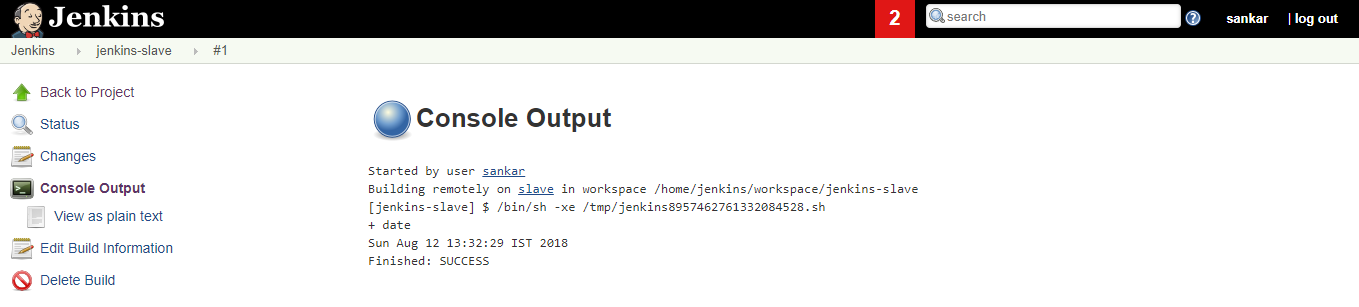 Jenkins
2
search
sankar
| log out
Jenkins
jenkins-slave
#1
Back to Project
Status
Changes
Console Output
View as plain text
Edit Build Information
Delete Build
Console Output
Started by user sankar
Building remotely on slave in workspace /home/jenkins/workspace/jenkins-slave
[jenkins-slave] $ /bin/sh -xe /tmp/jenkins8957462761332084528.sh
+ date
Sun Aug 12 13:32:29 IST 2018
Finished: SUCCESS